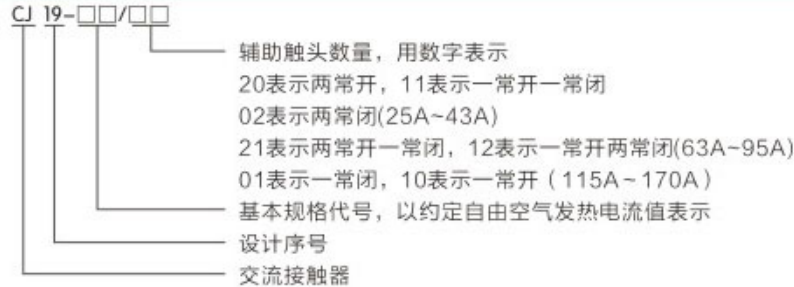 CJ 19-□□/□□
辅助触头数量，用数字表示
20表示两常开，11表示一常开一常闭
02表示两常闭(25A~43A)
21表示两常开一常闭，12表示一常开两常闭(63A~95A)
01表示一常闭，10表示一常开（115A~170A）
基本规格代号，以约定自由空气发热电流值表示
设计序号
交流接触器